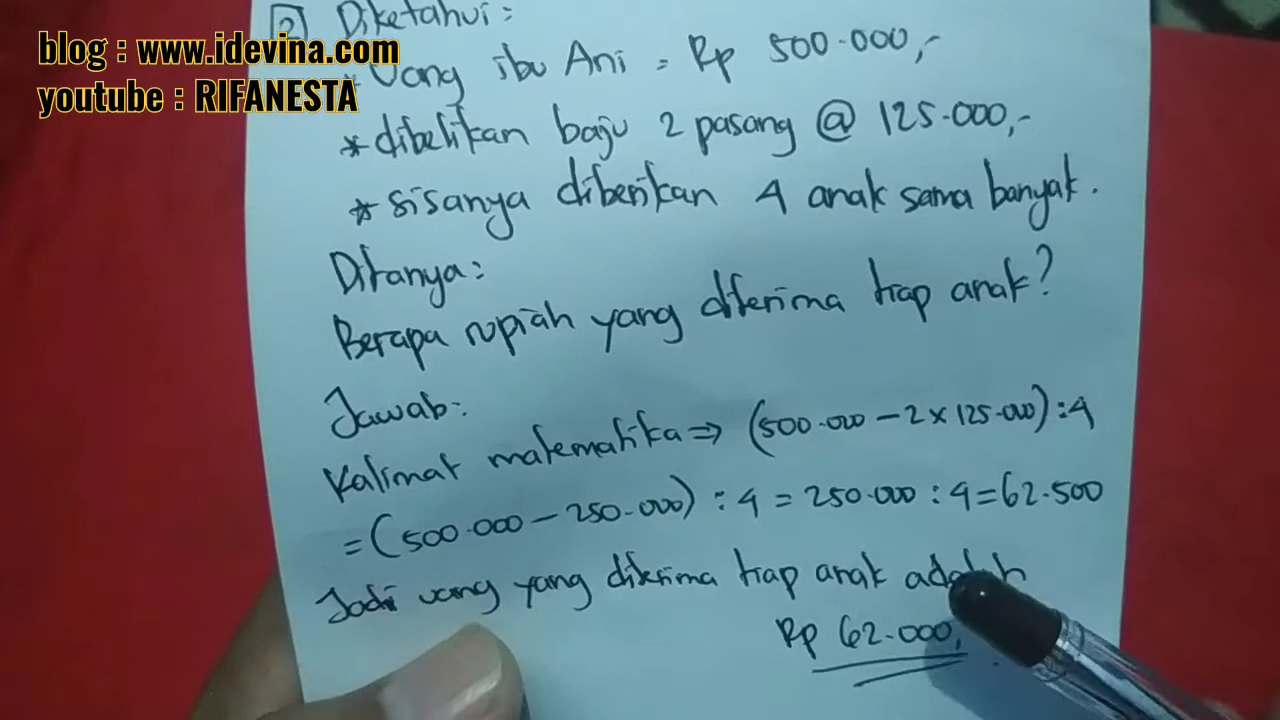 2 Diketahui :
blog : www.idevina.com
* Uang ibu Ani = Rp 500.000,-
youtube : RIFANESTA
* dibelikan baju 2 pasang @ 125.000,-
* sisanya diberikan 4 anak sama banyak.
Ditanya :
Berapa rupiah yang diterima tiap anak?
Jawab :
Kalimat matematika ⇒ (500.000 − 2 × 125.000) : 4
= (500.000 − 250.000) : 4 = 250.000 : 4 = 62.500
Jadi uang yang diterima tiap anak adalah
Rp 62.000,